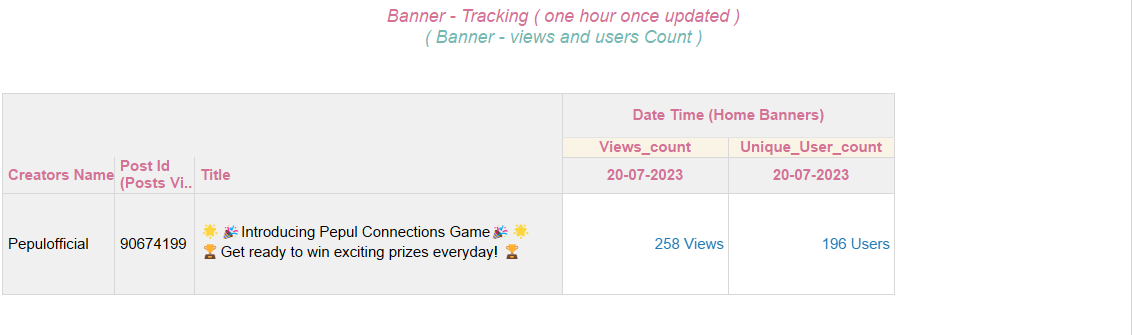 Banner - Tracking ( one hour once updated )
( Banner - views and users Count )
Date Time (Home Banners)
Views_count Unique_User_count
Creators Name Post Id (Posts Vi.. Title 20-07-2023 20-07-2023
Pepulofficial 90674199 🌟 🎉Introducing Pepul Connections Game🎉 🌟
🏆 Get ready to win exciting prizes everyday! 🏆 258 Views 196 Users